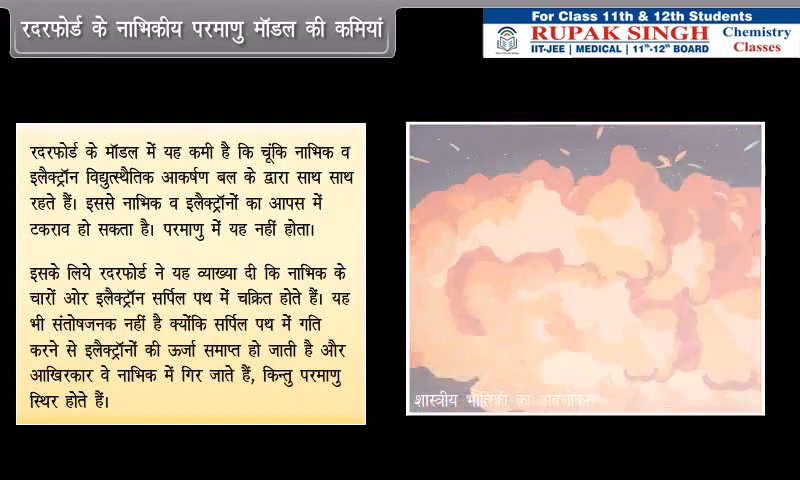 रदरफोर्ड के नाभिकीय परमाणु मॉडल की कमियां
For Class 11th & 12th Students
RUPAK SINGH
IIT-JEE | MEDICAL | 11th-12th BOARD
Chemistry
Classes
रदरफोर्ड के मॉडल में यह कमी है कि चूंकि नाभिक व
इलैक्ट्रॉन विद्युत्स्थैतिक आकर्षण बल के द्वारा साथ साथ
रहते हैं। इससे नाभिक व इलैक्ट्रॉनों का आपस में
टकराव हो सकता है। परमाणु में यह नहीं होता।
इसके लिये रदरफोर्ड ने यह व्याख्या दी कि नाभिक के
चारों ओर इलैक्ट्रॉन सर्पिल पथ में चक्रित होते हैं। यह
भी संतोषजनक नहीं है क्योंकि सर्पिल पथ में गति
करने से इलैक्ट्रॉनों की ऊर्जा समाप्त हो जाती है और
आखिरकार वे नाभिक में गिर जाते हैं, किन्तु परमाणु
स्थिर होते हैं।
शास्त्रीय भौतिकी का अवलोकन